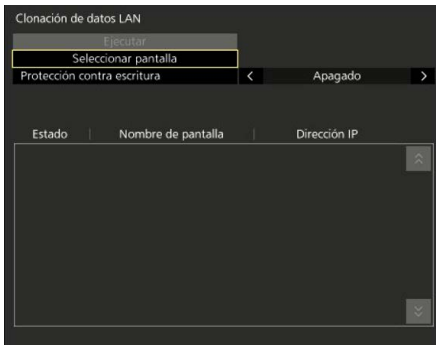 Clonación de datos LAN
Ejecutar
Seleccionar pantalla
Protección contra escritura < Apagado >
Estado | Nombre de pantalla | Dirección IP